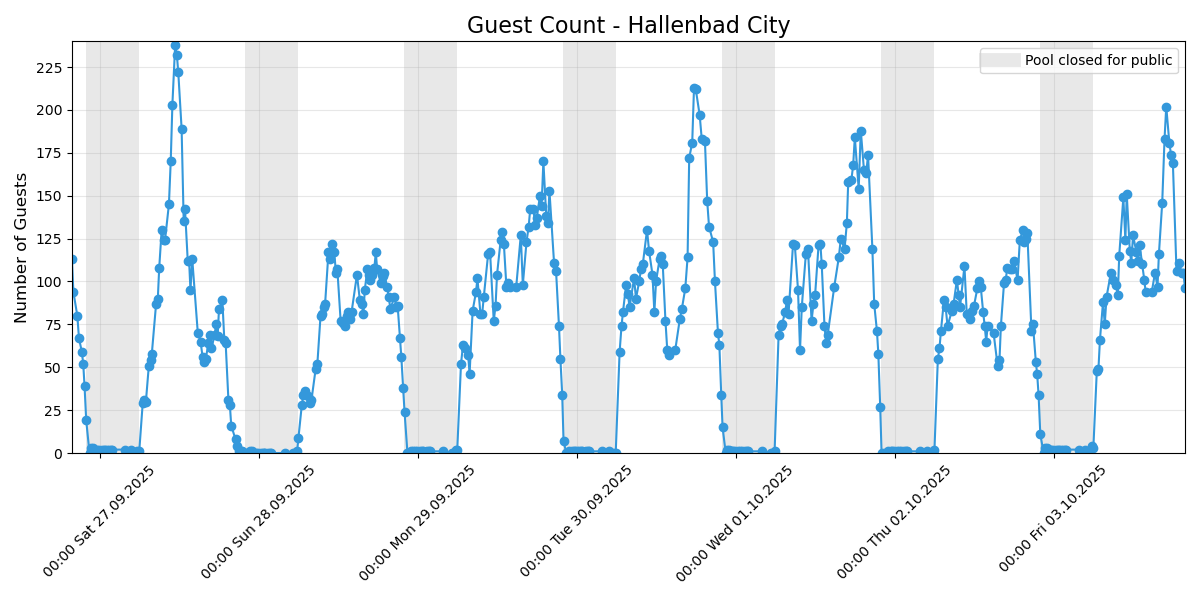 Guest Count - Hallenbad City
Pool closed for public
Number of Guests
225
200
175
150
125
100
75
50
25
0
00:00 Sat 27.09.2025
00:00 Sun 28.09.2025
00:00 Mon 29.09.2025
00:00 Tue 30.09.2025
00:00 Wed 01.10.2025
00:00 Thu 02.10.2025
00:00 Fri 03.10.2025